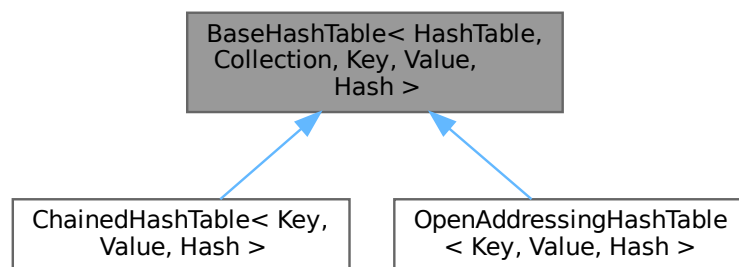 BaseHashTable< HashTable,
Collection, Key, Value,
Hash >
ChainedHashTable< Key,
Value, Hash >
OpenAddressingHashTable
< Key, Value, Hash >